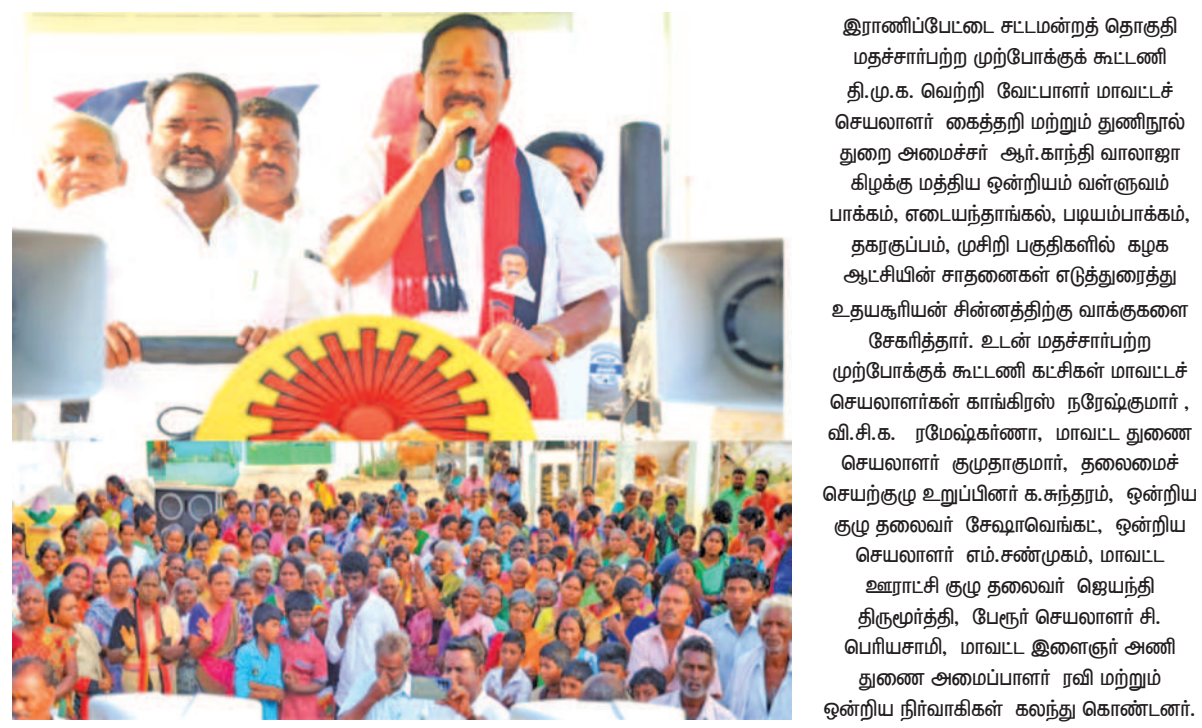 இராணிப்பேட்டை சட்டமன்றத் தொகுதி
மதச்சார்பற்ற முற்போக்குக் கூட்டணி
தி.மு.க. வெற்றி வேட்பாளர் மாவட்டச்
செயலாளர் கைத்தறி மற்றும் துணிநூல்
துறை அமைச்சர் ஆர்.காந்தி வாலாஜா
கிழக்கு மத்திய ஒன்றியம் வள்ளுவம்
பாக்கம், எடையந்தாங்கல், படியம்பாக்கம்,
தகரகுப்பம், முசிறி பகுதிகளில் கழக
ஆட்சியின் சாதனைகள் எடுத்துரைத்து
உதயசூரியன் சின்னத்திற்கு வாக்குகளை
சேகரித்தார். உடன் மதச்சார்பற்ற
முற்போக்குக் கூட்டணி கட்சிகள் மாவட்டச்
செயலாளர்கள் காங்கிரஸ் நரேஷ்குமார் ,
வி.சி.க. ரமேஷ்கர்ணா, மாவட்ட துணை
செயலாளர் குமுதாகுமார், தலைமைச்
செயற்குழு உறுப்பினர் க.சுந்தரம், ஒன்றிய
குழு தலைவர் சேஷாவெங்கட், ஒன்றிய
செயலாளர் எம்.சண்முகம், மாவட்ட
ஊராட்சி குழு தலைவர் ஜெயந்தி
திருமூர்த்தி, பேரூர் செயலாளர் சி.
பெரியசாமி, மாவட்ட இளைஞர் அணி
துணை அமைப்பாளர் ரவி மற்றும்
ஒன்றிய நிர்வாகிகள் கலந்து கொண்டனர்.